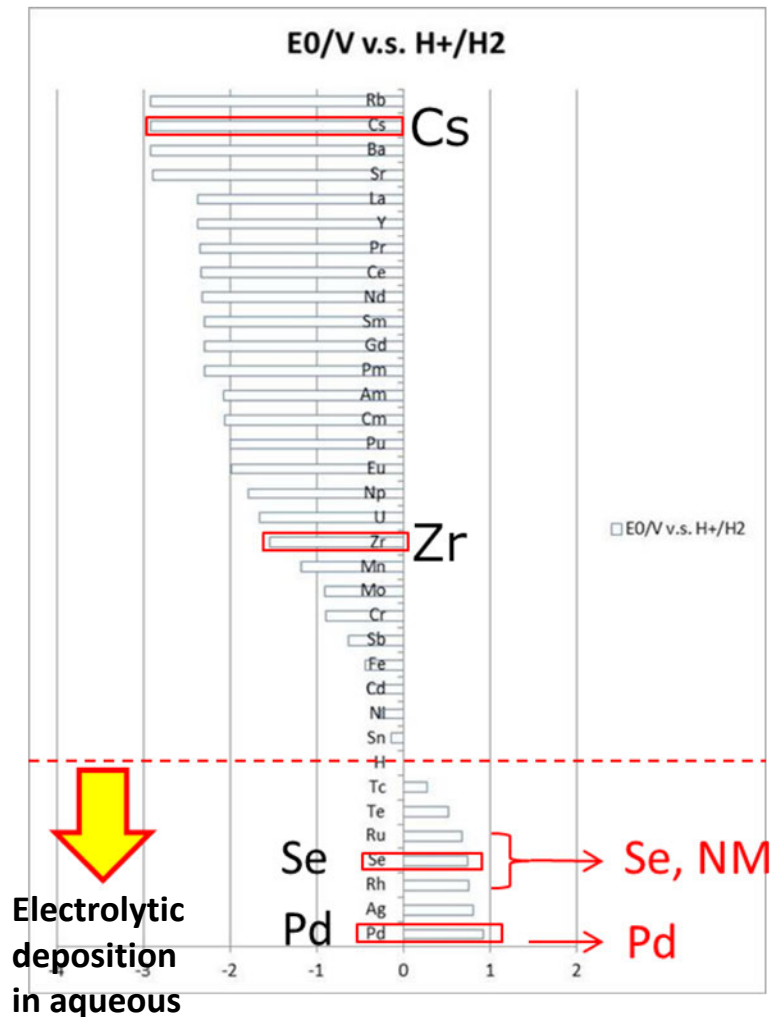 E0/V v.s. H+/H2
Rb
Cs Cs
Ba
Sr
La
Y
Pr
Ce
Nd
Sm
Gd
Pm
Am
Cm
Pu
Eu
Np
U
E0/V v.s. H+/H2
Zr Zr
Mn
Mo
Cr
Sb
Fe
Cd
Ni
Sn
H
Tc
Te
Ru
Se Se Se, NM
Rh
Ag
Pd Pd Pd
-4 -3 -2 -1 0 1 2
Electrolytic
deposition
in aqueous